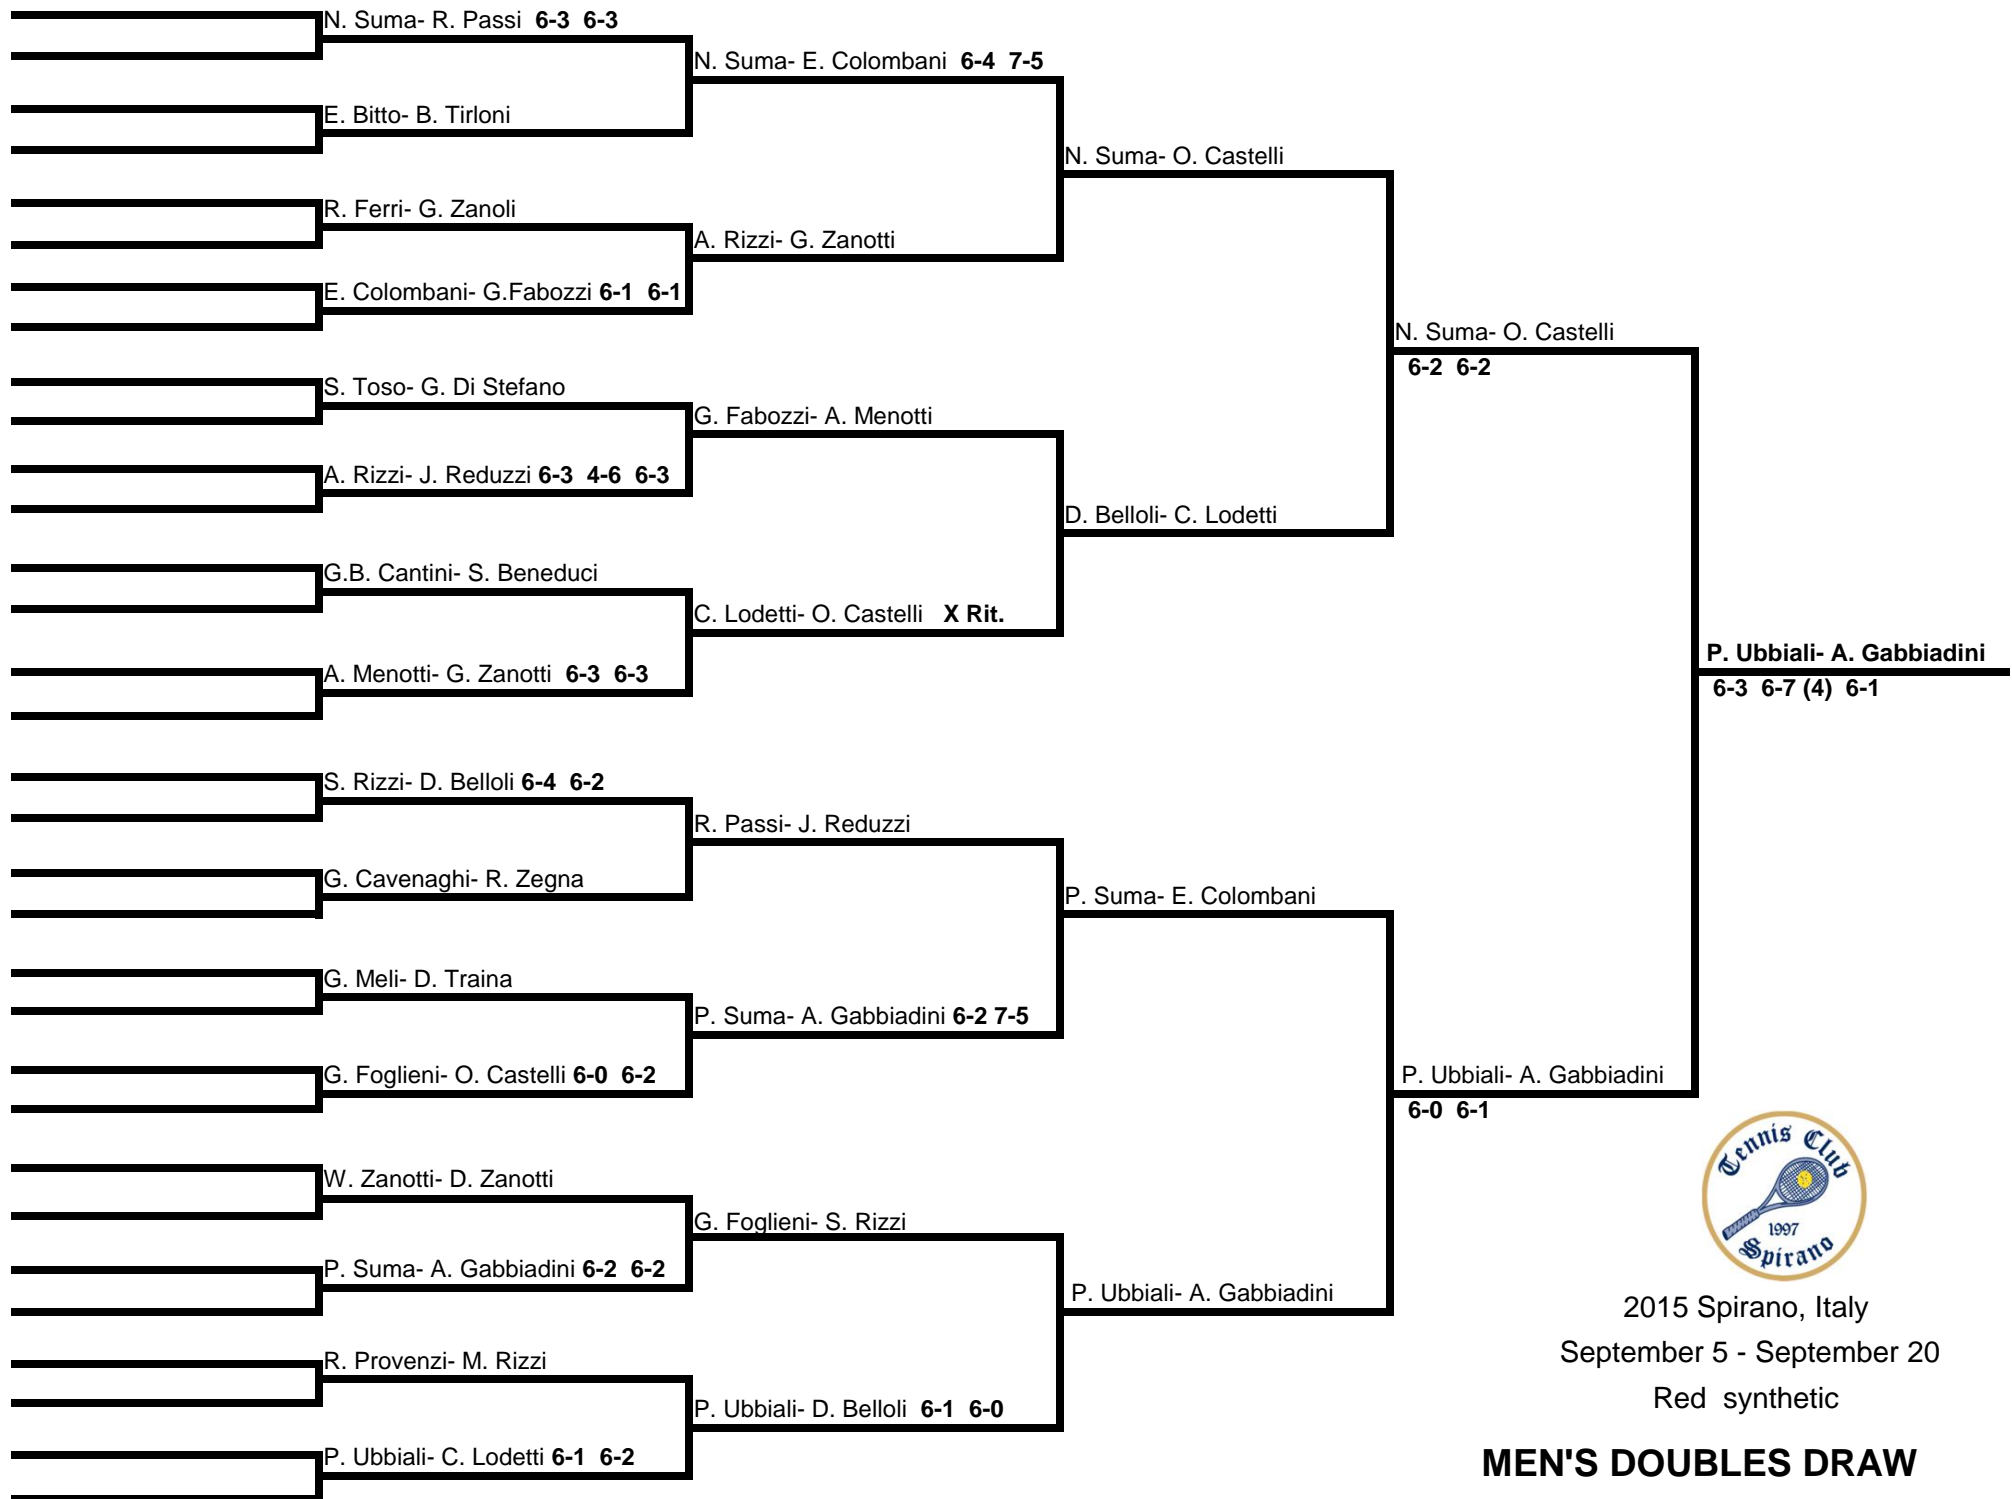 N. Suma- R. Passi 6-3 6-3
E. Bitto- B. Tirloni
R. Ferri- G. Zanoli
E. Colombani- G.Fabozzi 6-1 6-1
S. Toso- G. Di Stefano
A. Rizzi- J. Reduzzi 6-3 4-6 6-3
G.B. Cantini- S. Beneduci
A. Menotti- G. Zanotti 6-3 6-3
S. Rizzi- D. Belloli 6-4 6-2
G. Cavenaghi- R. Zegna
G. Meli- D. Traina
G. Foglieni- O. Castelli 6-0 6-2
W. Zanotti- D. Zanotti
P. Suma- A. Gabbiadini 6-2 6-2
R. Provenzi- M. Rizzi
P. Ubbiali- C. Lodetti 6-1 6-2
N. Suma- E. Colombani 6-4 7-5
A. Rizzi- G. Zanotti
G. Fabozzi- A. Menotti
C. Lodetti- O. Castelli X Rit.
R. Passi- J. Reduzzi
P. Suma- A. Gabbiadini 6-2 7-5
G. Foglieni- S. Rizzi
P. Ubbiali- D. Belloli 6-1 6-0
N. Suma- O. Castelli
D. Belloli- C. Lodetti
P. Suma- E. Colombani
P. Ubbiali- A. Gabbiadini
N. Suma- O. Castelli
6-2 6-2
P. Ubbiali- A. Gabbiadini
6-0 6-1
P. Ubbiali- A. Gabbiadini
6-3 6-7 (4) 6-1
Tennis Club
1997
Spirano
2015 Spirano, Italy
September 5 - September 20
Red synthetic
MEN'S DOUBLES DRAW